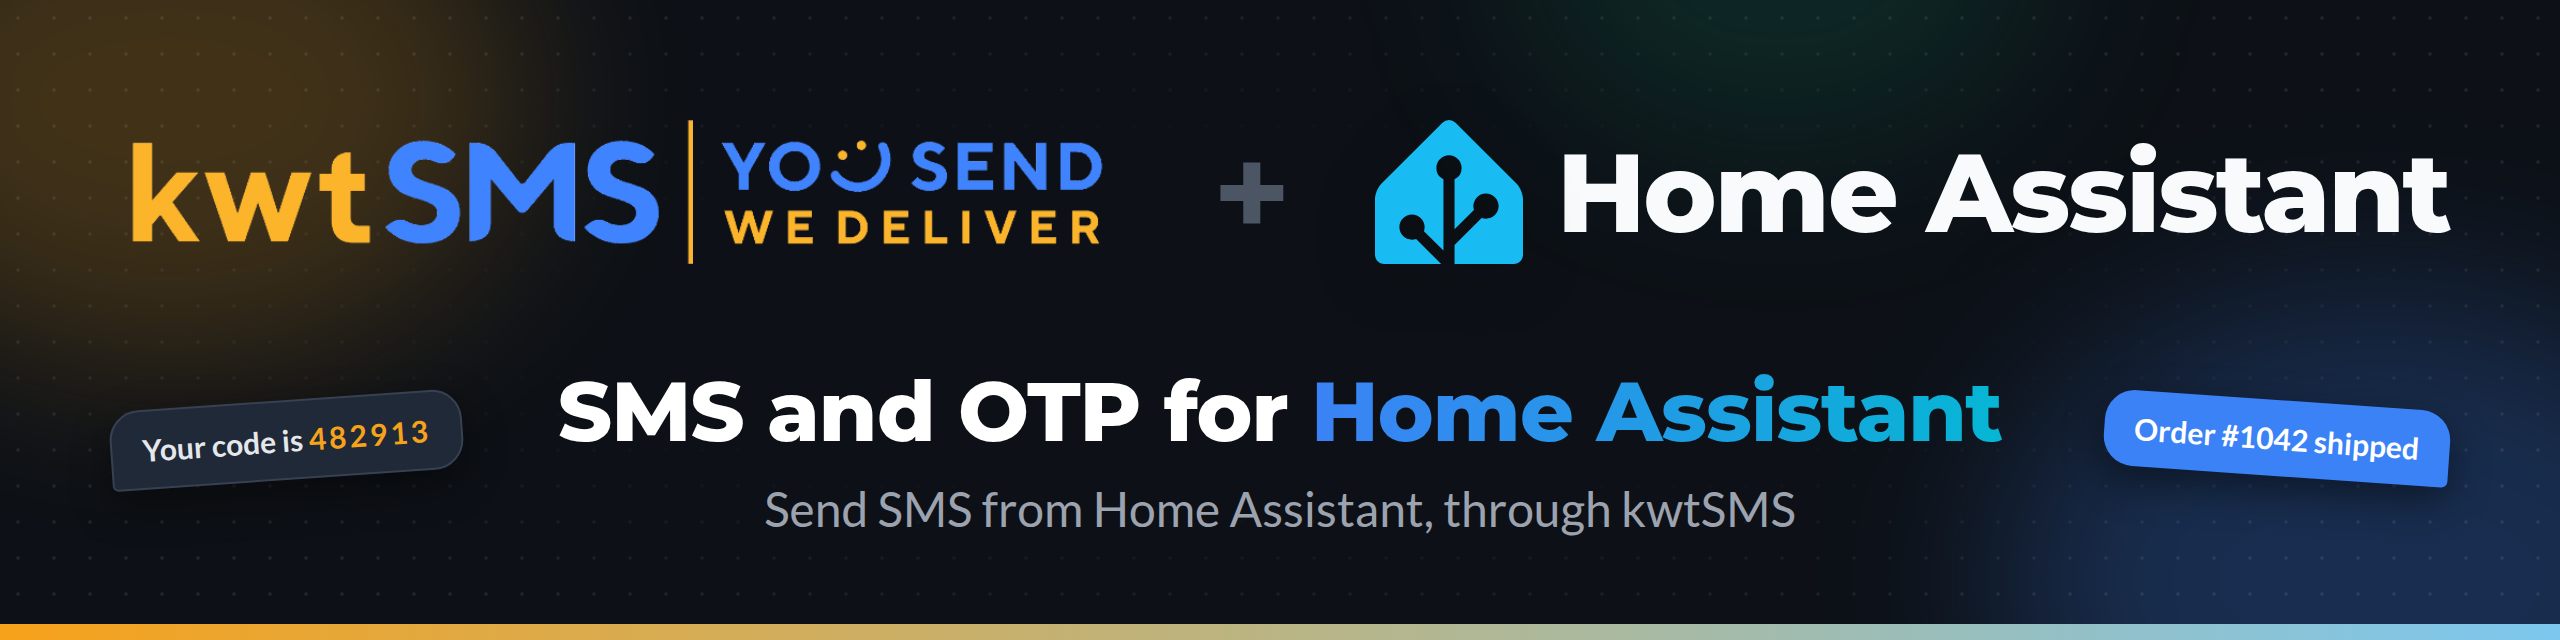 kwtSMS
YOU SEND
WE DELIVER
+
Home Assistant
SMS and OTP for Home Assistant
Your code is 482913
Order #1042 shipped
Send SMS from Home Assistant, through kwtSMS